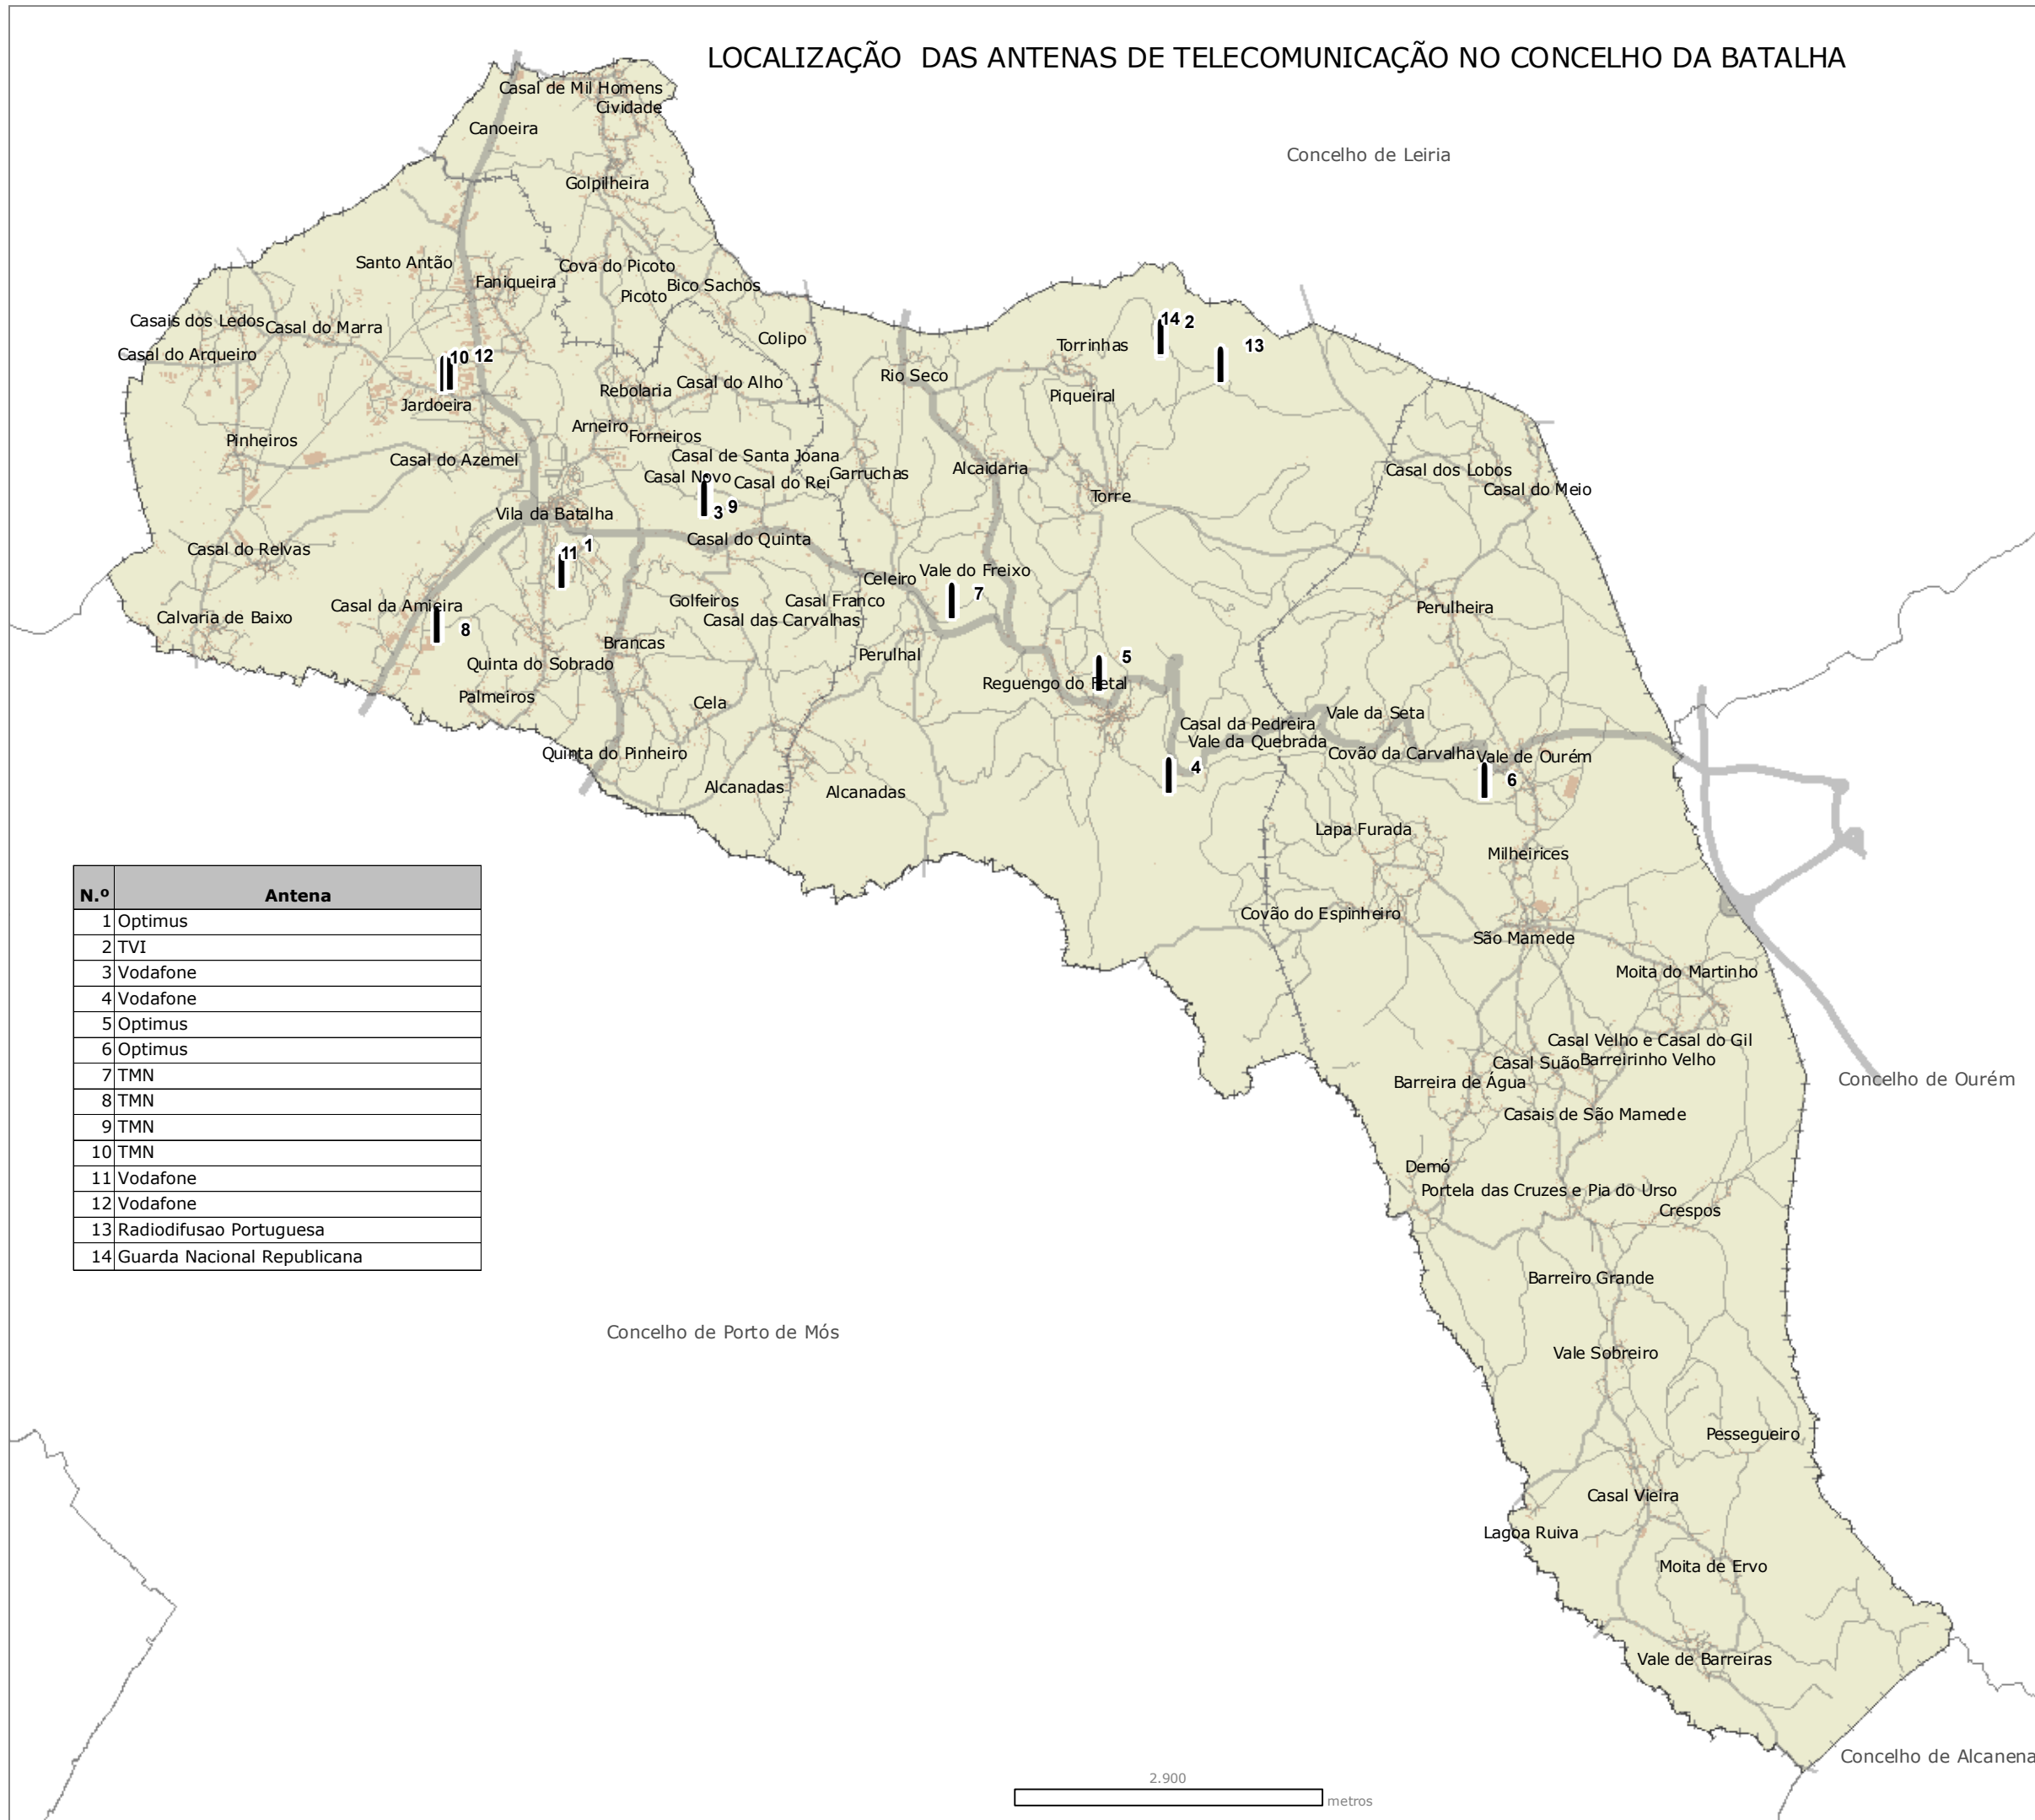 LOCALIZAÇÃO DAS ANTENAS DE TELECOMUNICAÇÃO NO CONCELHO DA BATALHA
Casal de Mil Homens
Cividade
Canoeira
Concelho de Leiria
Golpilheira
Santo Antão
Cova do Picoto
Faniqueira
Bico Sachos
Picoto
Casais dos Ledos
Casal do Marra
14 2
Colipo
Torrinhas
13
Casal do Arqueiro
10 12
Rio Seco
Casal do Alho
Rebolaria
Piqueiral
Jardoeira
Arneiro
Forneiros
Pinheiros
Casal de Santa Joana
Casal do Azemel
Alcaidaria
Casal dos Lobos
Garruchas
Casal Novo
Casal do Rei
Casal do Meio
Torre
3 9
Vila da Batalha
Casal do Quinta
11 1
Casal do Relvas
Vale do Freixo
Celeiro
7
Golfeiros
Casal Franco
Casal da Amieira
Perulheira
Calvaria de Baixo
Casal das Carvalhas
8
Brancas
Perulhal
5
Quinta do Sobrado
Reguengo do Fetal
Palmeiros
Cela
Vale da Seta
Casal da Pedreira
Vale da Quebrada
Quinta do Pinheiro
Covão da Carvalha
Vale de Ourém
4
6
Alcanadas
Alcanadas
Lapa Furada
Milheirices
Covão do Espinheiro
São Mamede
Moita do Martinho
Casal Velho e Casal do Gil
Casal Suão
Barreirinho Velho
Barreira de Água
Concelho de Ourém
Casais de São Mamede
Demó
Portela das Cruzes e Pia do Urso
Crespos
Barreiro Grande
Concelho de Porto de Mós
Vale Sobreiro
Pessegueiro
Casal Vieira
Lagoa Ruiva
Moita de Ervo
Vale de Barreiras
Concelho de Alcanena
N.º Antena
1 Optimus
2 TVI
3 Vodafone
4 Vodafone
5 Optimus
6 Optimus
7 TMN
8 TMN
9 TMN
10 TMN
11 Vodafone
12 Vodafone
13 Radiodifusao Portuguesa
14 Guarda Nacional Republicana
2.900
metros